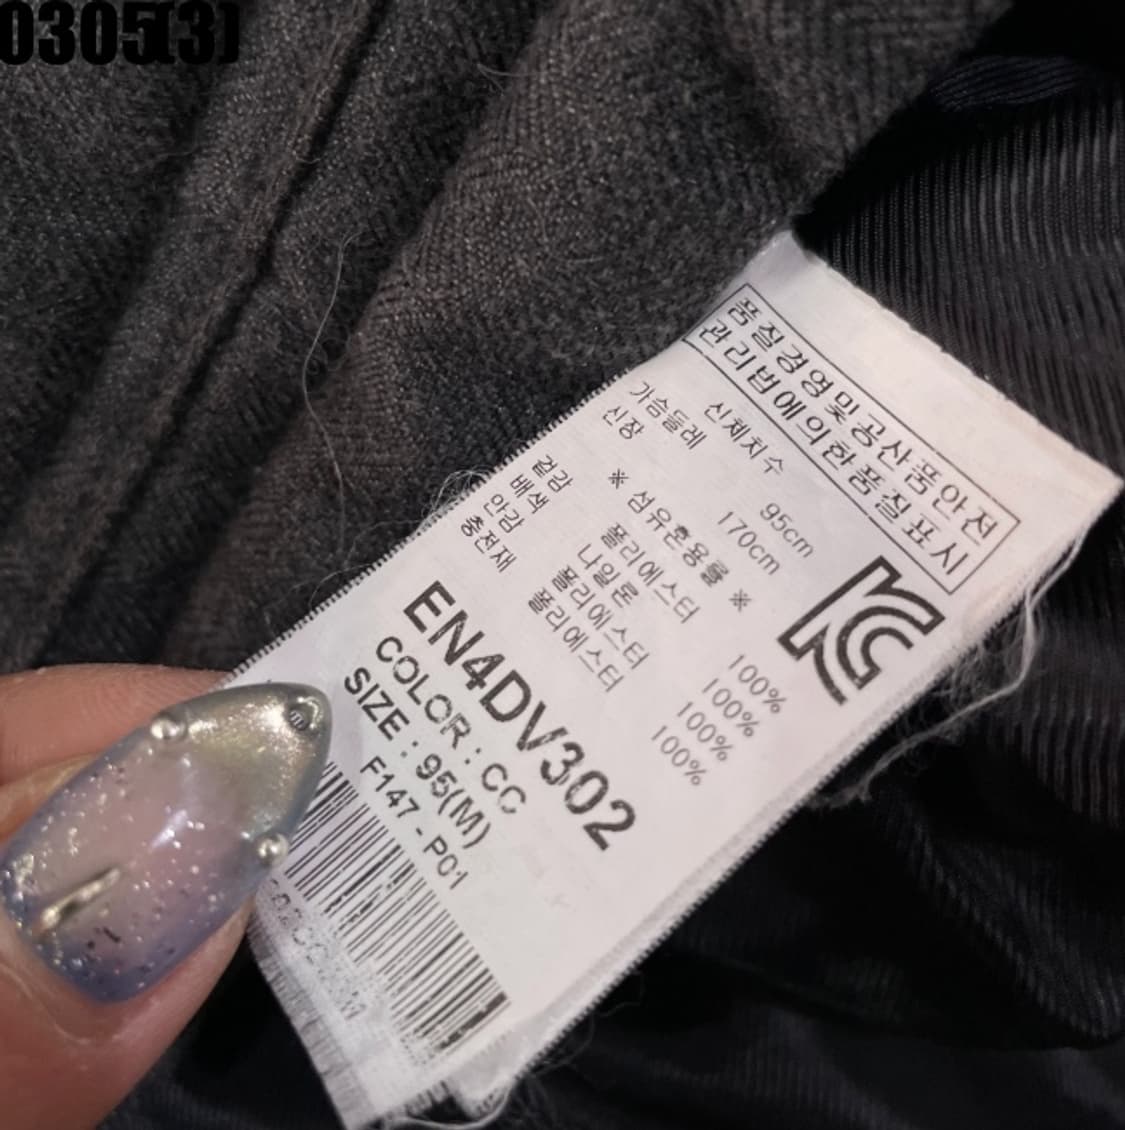 0305(3)
품질경영및공산품안전
관리법에의한품질표시
신체치수
가슴둘레 95cm
신장 170cm
※ 섬유혼용률 ※
겉감 폴리에스터 100%
배색 나일론 100%
안감 폴리에스터 100%
충전재 폴리에스터 100%
EN4DV302
COLOR : CC
SIZE : 95(M)
F147 - P01